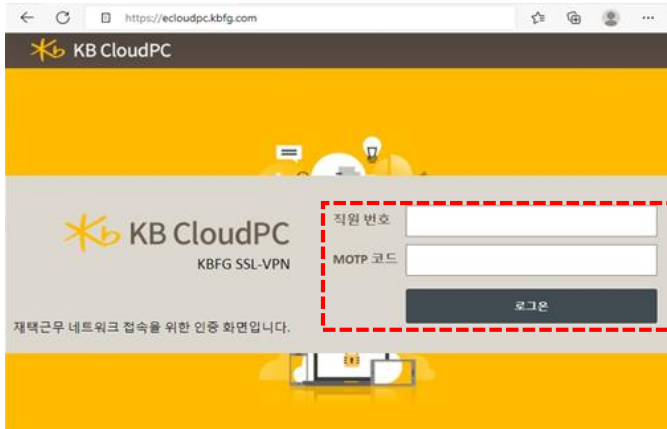 https://ecloudpc.kbfg.com
KB CloudPC
KB CloudPC
KBFG SSL-VPN
재택근무 네트워크 접속을 위한 인증 화면입니다.
직원 번호
MOTP 코드
로그온